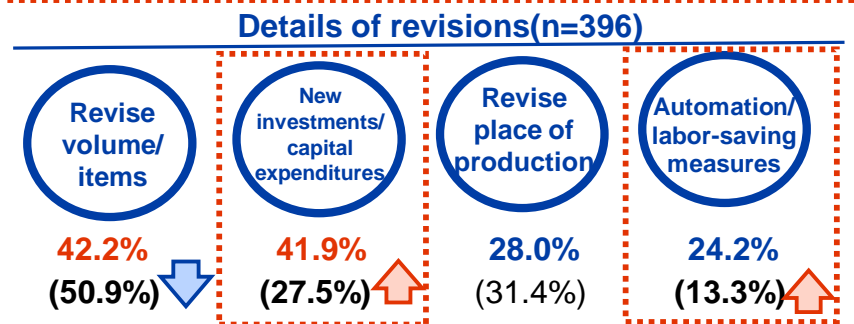 Details of revisions(n=396)
Revise
volume/
items
New
investments/
capital
expenditures
Revise
place of
production
Automation/
labor-saving
measures
42.2%
(50.9%)
41.9%
(27.5%)
28.0%
(31.4%)
24.2%
(13.3%)